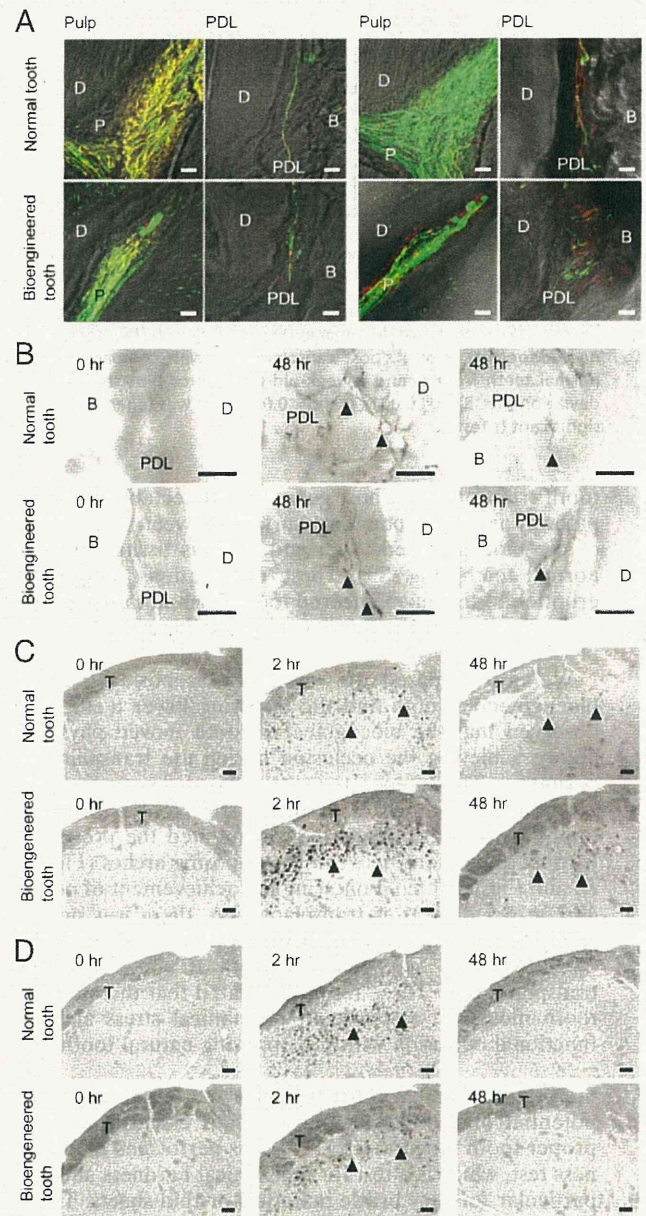 A
Pulp PDL Pulp PDL
Normal tooth
D D D D
P B P B
PDL PDL
Bioengineered tooth
D D D D
P B P B
PDL PDL
B
0 hr 48 hr 48 hr
Normal tooth
B D PDL D PDL
PDL B
Bioengineered tooth
0 hr 48 hr 48 hr
B D PDL D PDL
PDL B D
C
0 hr 2 hr 48 hr
Normal tooth
T T T
Bioengeneered tooth
0 hr 2 hr 48 hr
T T T
D
0 hr 2 hr 48 hr
Normal tooth
T T T
Bioengeneered tooth
0 hr 2 hr 48 hr
T T T